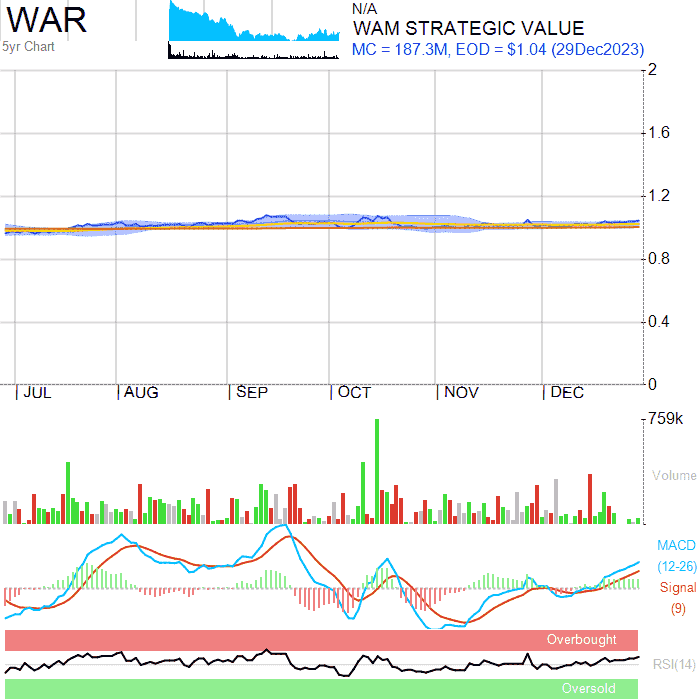 WAR
5yr Chart
N/A
WAM STRATEGIC VALUE
MC = 187.3M, EOD = $1.04 (29Dec2023)
2
1.6
1.2
0.8
0.4
0
JUL AUG SEP OCT NOV DEC
759k
Volume
MACD
(12-26)
Signal
(9)
Overbought
RSI(14)
Oversold